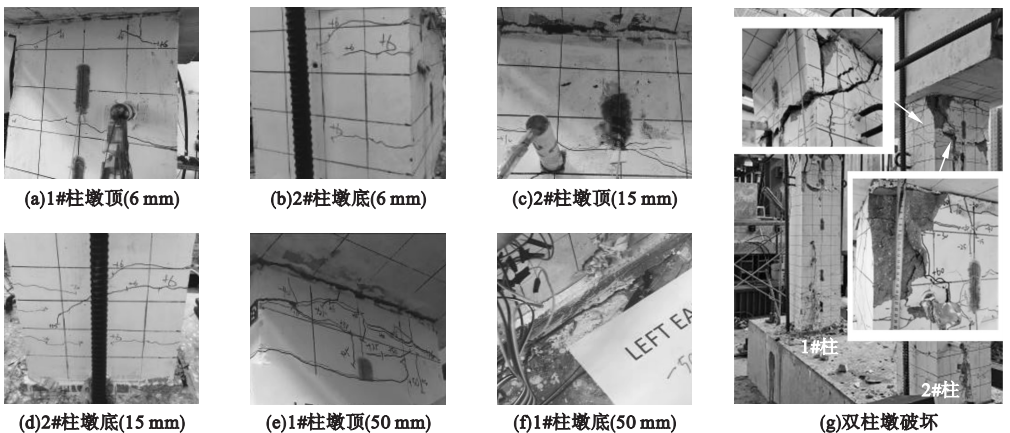 (a)1#柱墩顶(6 mm)
(b)2#柱墩底(6 mm)
(c)2#柱墩顶(15 mm)
(d)2#柱墩底(15 mm)
(e)1#柱墩顶(50 mm)
LEFT EA
-50
(f)1#柱墩底(50 mm)
1#柱
2#柱
(g)双柱墩破坏